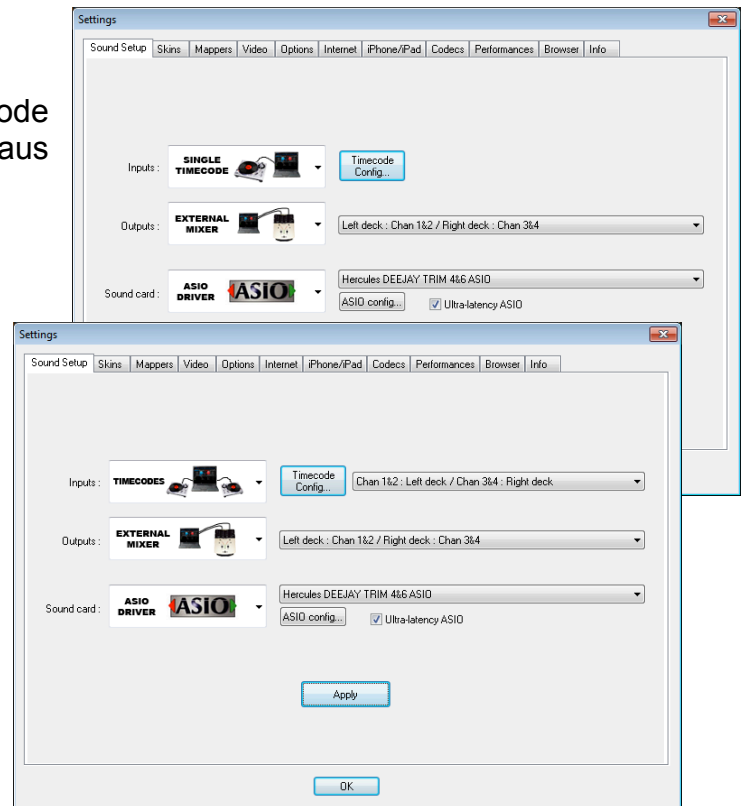 ode
aus
Settings
Sound Setup Skins Mappers Video Options Internet iPhone/iPad Codecs Performances Browser Info
Inputs : SINGLE TIMECODE Timecode Config...
Outputs : EXTERNAL MIXER Left deck : Chan 1&2 / Right deck : Chan 3&4
Sound card : ASIO DRIVER ASIO Hercules DEEJAY TRIM 4&6 ASIO
ASIO config... Ultra-latency ASIO
Settings
Sound Setup Skins Mappers Video Options Internet iPhone/iPad Codecs Performances Browser Info
Inputs : TIMECODES Timecode Config... Chan 1&2 : Left deck / Chan 3&4 : Right deck
Outputs : EXTERNAL MIXER Left deck : Chan 1&2 / Right deck : Chan 3&4
Sound card : ASIO DRIVER ASIO Hercules DEEJAY TRIM 4&6 ASIO
ASIO config... Ultra-latency ASIO
Apply
OK